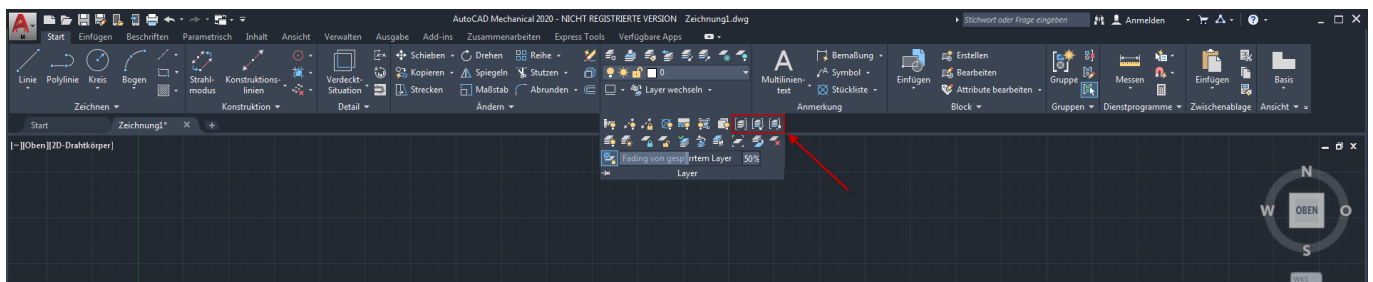 AutoCAD Mechanical 2020 - NICHT REGISTRIERTE VERSION Zeichnung1.dwg
Stichwort oder Frage eingeben
Anmelden
Start Einfügen Beschriften Parametrisch Inhalt Ansicht Verwalten Ausgabe Add-ins Zusammenarbeiten Express Tools Verfügbare Apps
Linie Polylinie Kreis Bogen
Zeichnen
Strahl-modus
Konstruktions-linien
Konstruktion
Verdeckt-Situation
Detail
Schieben Drehen Reihe
Kopieren Spiegeln Stutzen
Strecken Maßstab Abrunden
Ändern
0
Layer wechseln
Multilinien-text
Bemaßung
Symbol
Stückliste
Anmerkung
Einfügen
Erstellen
Bearbeiten
Attribute bearbeiten
Block
Gruppe
Gruppen
Messen
Dienstprogramme
Einfügen
Zwischenablage
Basis
Ansicht
Start Zeichnung1*
[−][Oben][2D-Drahtkörper]
Fading von gesperrtem Layer 50%
Layer
N
W OBEN O
S
WKS